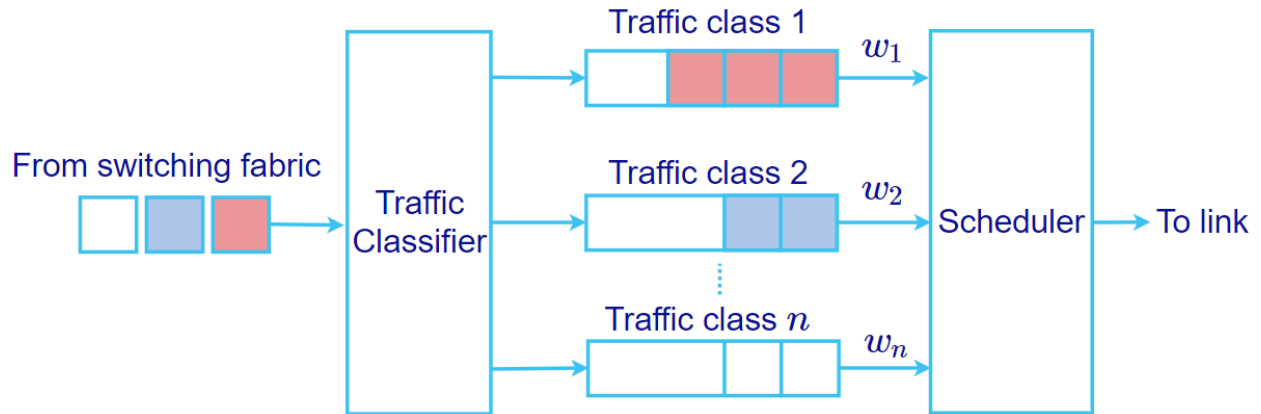 Traffic class 1
w₁
From switching fabric
Traffic
Classifier
Traffic class 2
w₂
Scheduler
To link
Traffic class n
wₙ